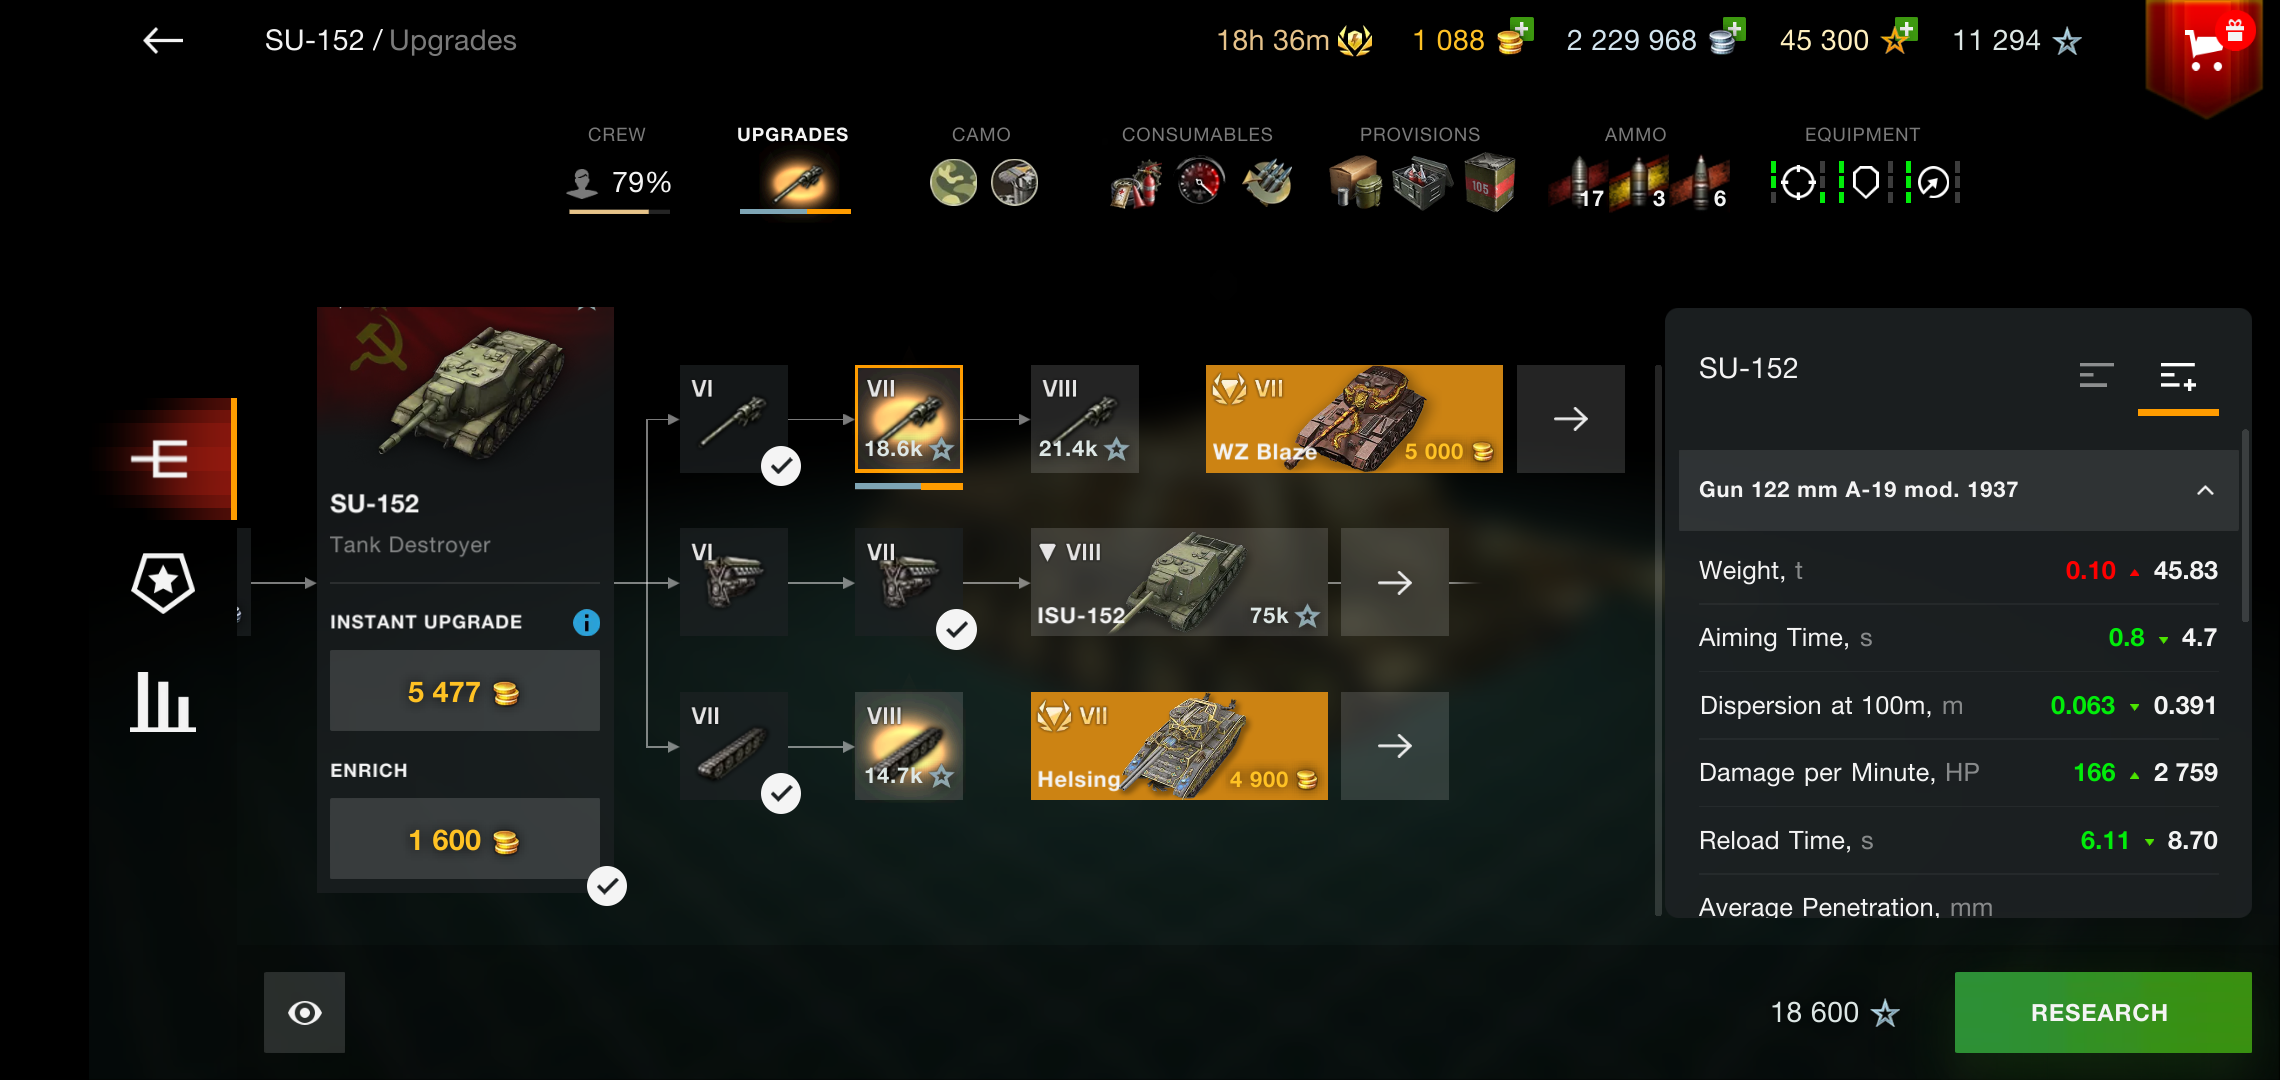 SU-152 / Upgrades
18h 36m
1 088
2 229 968
45 300
11 294
CREW
79%
UPGRADES
CAMO
CONSUMABLES
PROVISIONS
105
AMMO
17
3
6
EQUIPMENT
SU-152
Tank Destroyer
INSTANT UPGRADE
5 477
ENRICH
1 600
VI
VII
18.6k
VIII
21.4k
VII
WZ Blaze
5 000
VI
VII
VIII
ISU-152
75k
VII
VIII
14.7k
VII
Helsing
4 900
SU-152
Gun 122 mm A-19 mod. 1937
Weight, t 0.10 45.83
Aiming Time, s 0.8 4.7
Dispersion at 100m, m 0.063 0.391
Damage per Minute, HP 166 2 759
Reload Time, s 6.11 8.70
Average Penetration, mm
18 600
RESEARCH